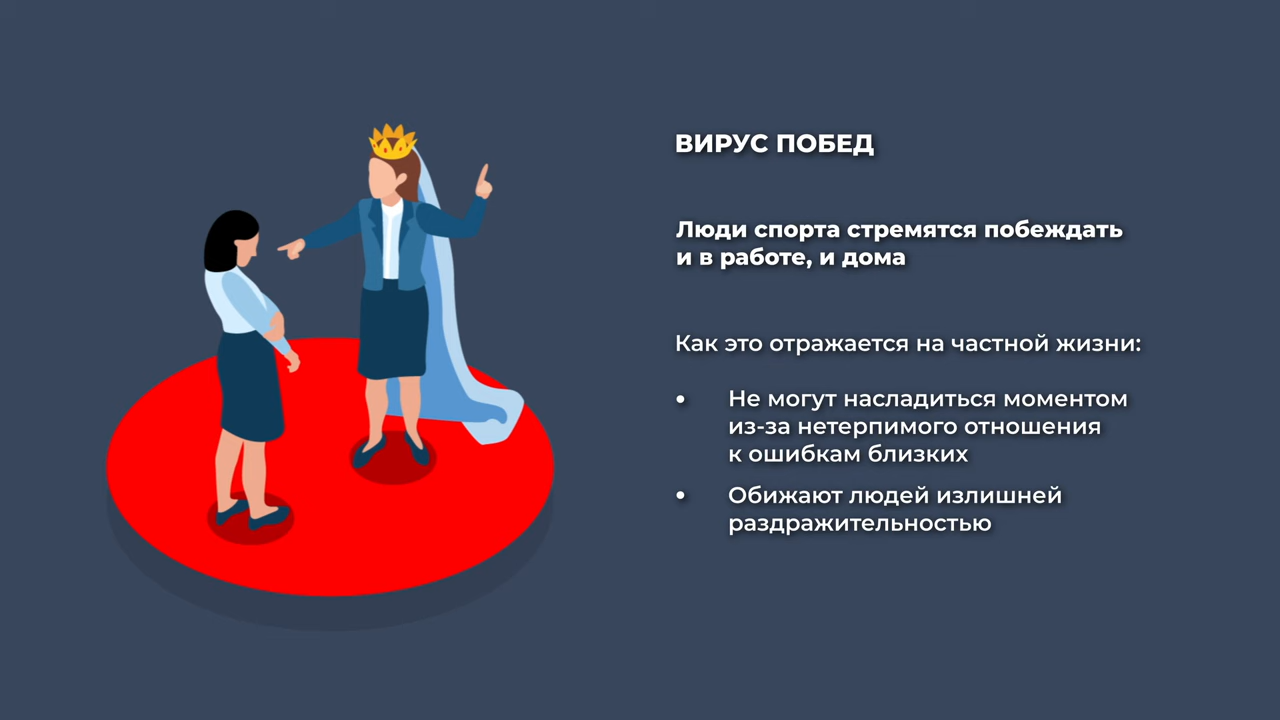 ВИРУС ПОБЕД
Люди спорта стремятся побеждать
и в работе, и дома
Как это отражается на частной жизни:
• Не могут насладиться моментом
из-за нетерпимого отношения
к ошибкам близких
• Обижают людей излишней
раздражительностью